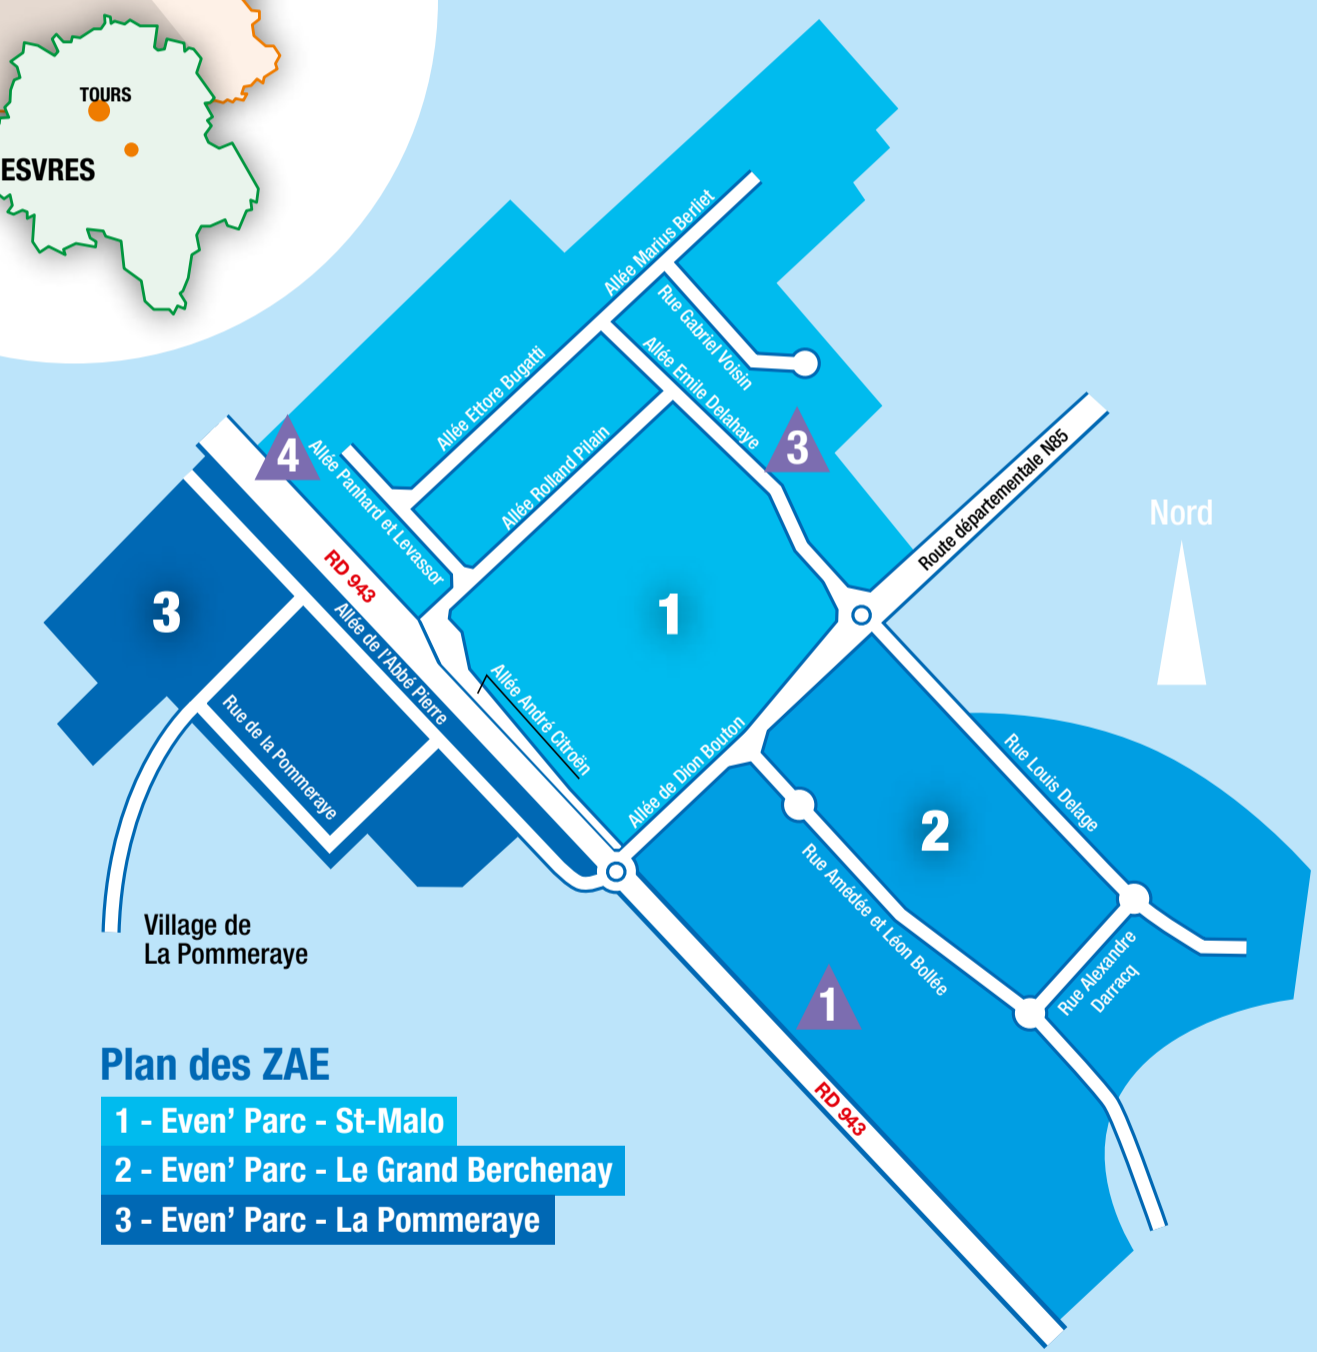 TOURS
ESVRES
Allée Marius Berliet
Rue Gabriel Voisin
Allée Ettore Bugatti
Allée Emile Delahaye
4
Allée Panhard et Levassor
Allée Rolland Pilain
3
Route départementale N85
Nord
RD 943
3
Allée de l'Abbé Pierre
1
Rue de la Pommeraye
Allée André Citroën
Allée de Dion Bouton
Rue Louis Delage
2
Rue Amédée et Léon Bollée
Village de
La Pommeraye
Rue Alexandre
Darracq
1
RD 943
Plan des ZAE
1 - Even' Parc - St-Malo
2 - Even' Parc - Le Grand Berchenay
3 - Even' Parc - La Pommeraye